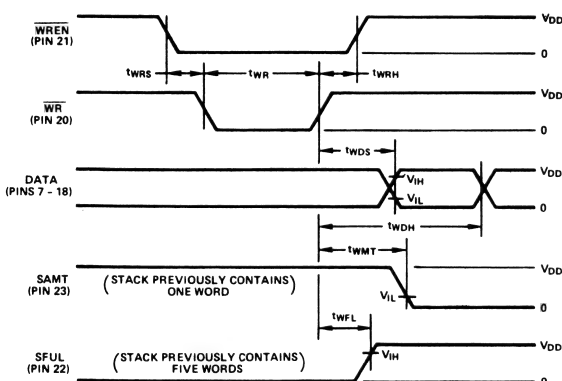 WREN
(PIN 21)
VDD
0
tWRS
tWR
tWRH
WR
(PIN 20)
VDD
0
tWDS
DATA
(PINS 7 - 18)
VIH
VIL
VDD
0
tWDH
tWMT
SAMT
(PIN 23)
(STACK PREVIOUSLY CONTAINS
ONE WORD)
VIL
VDD
0
tWFL
SFUL
(PIN 22)
(STACK PREVIOUSLY CONTAINS
FIVE WORDS)
VIH
VDD
0